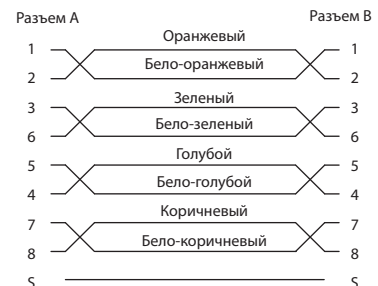 Разъем A Разъем B
Оранжевый
1 1
Бело-оранжевый
2 2
Зеленый
3 3
Бело-зеленый
6 6
Голубой
5 5
Бело-голубой
4 4
Коричневый
7 7
Бело-коричневый
8 8
S S